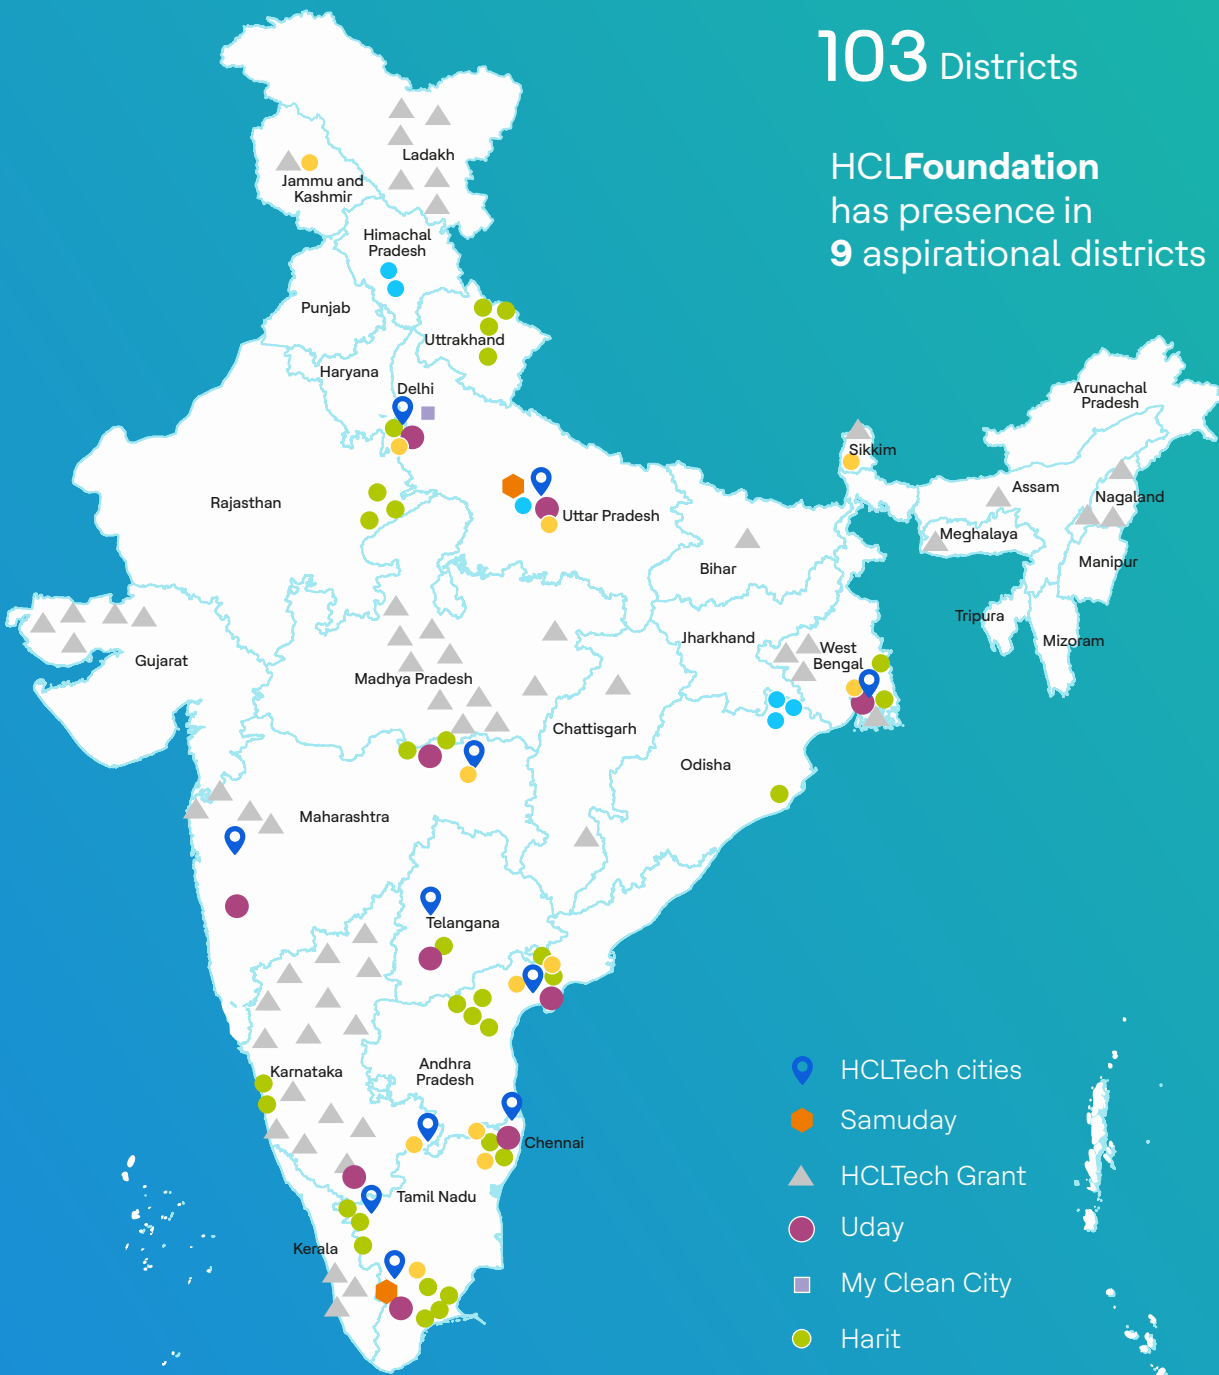 103 Districts
HCLFoundation
has presence in
9 aspirational districts
Ladakh
Jammu and
Kashmir
Himachal
Pradesh
Punjab
Uttrakhand
Haryana
Delhi
Arunachal
Pradesh
Sikkim
Assam
Nagaland
Rajasthan
Uttar Pradesh
Meghalaya
Bihar
Manipur
Tripura
Jharkhand
Mizoram
West
Bengal
Gujarat
Madhya Pradesh
Chattisgarh
Odisha
Maharashtra
Telangana
Andhra
Pradesh
Karnataka
Chennai
Tamil Nadu
Kerala
HCLTech cities
Samuday
HCLTech Grant
Uday
My Clean City
Harit